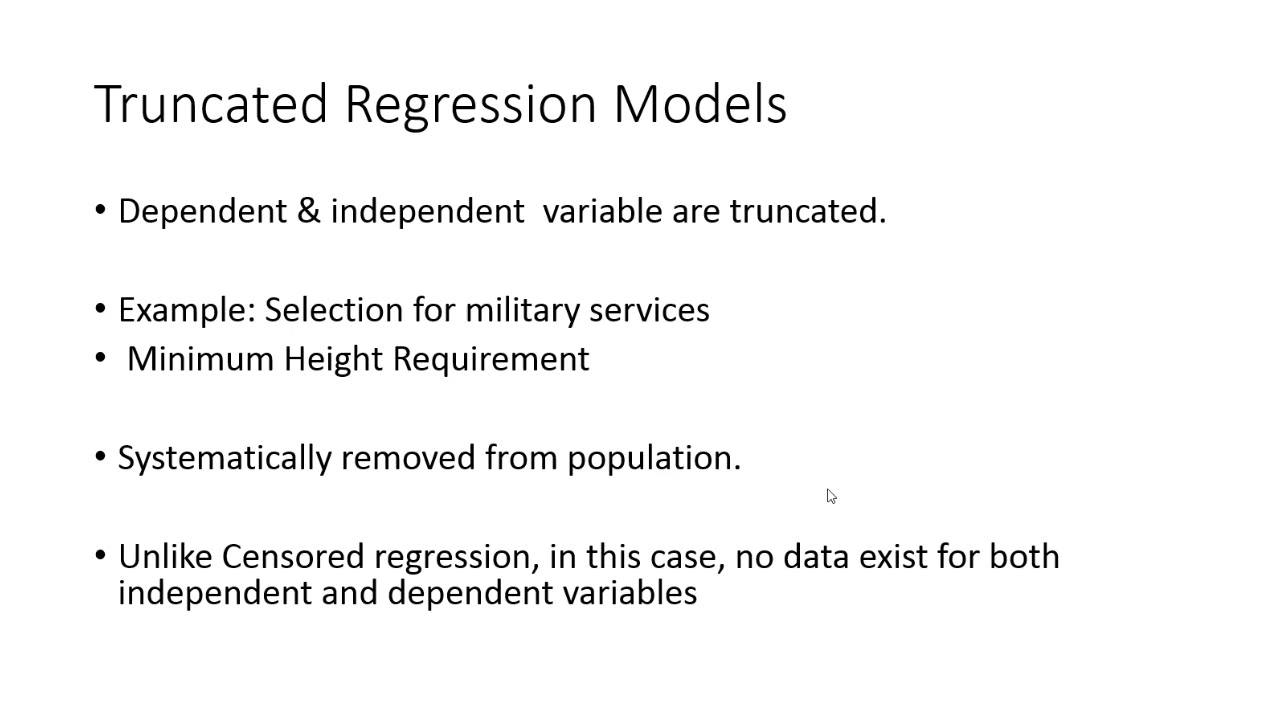 Truncated Regression Models
• Dependent & independent  variable are truncated.
• Example: Selection for military services
•  Minimum Height Requirement
• Systematically removed from population.
• Unlike Censored regression, in this case, no data exist for both
independent and dependent variables